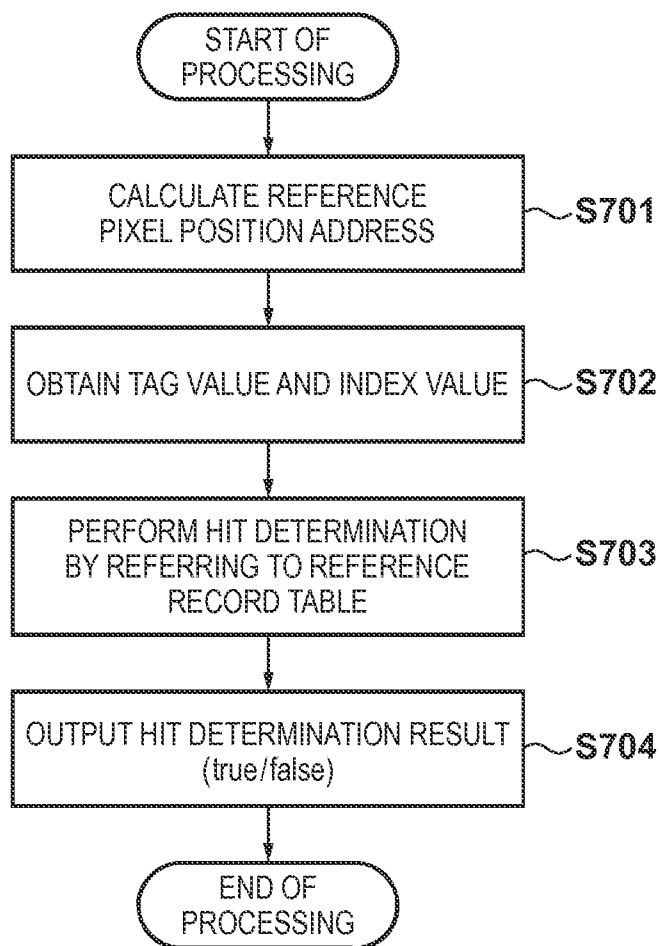 START OF
PROCESSING
CALCULATE REFERENCE
PIXEL POSITION ADDRESS
S701
OBTAIN TAG VALUE AND INDEX VALUE
S702
PERFORM HIT DETERMINATION
BY REFERRING TO REFERENCE
RECORD TABLE
S703
OUTPUT HIT DETERMINATION RESULT
(true/false)
S704
END OF
PROCESSING